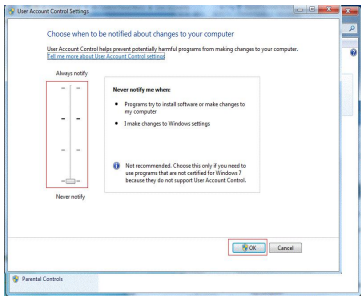 User Account Control Settings
Choose when to be notified about changes to your computer
User Account Control helps prevent potentially harmful programs from making changes to your computer.
Tell me more about User Account Control settings
Always notify
Never notify me when:
Programs try to install software or make changes to
my computer
I make changes to Windows settings
Not recommended. Choose this only if you need to
use programs that are not certified for Windows 7
because they do not support User Account Control.
Never notify
OK
Cancel
Parental Controls